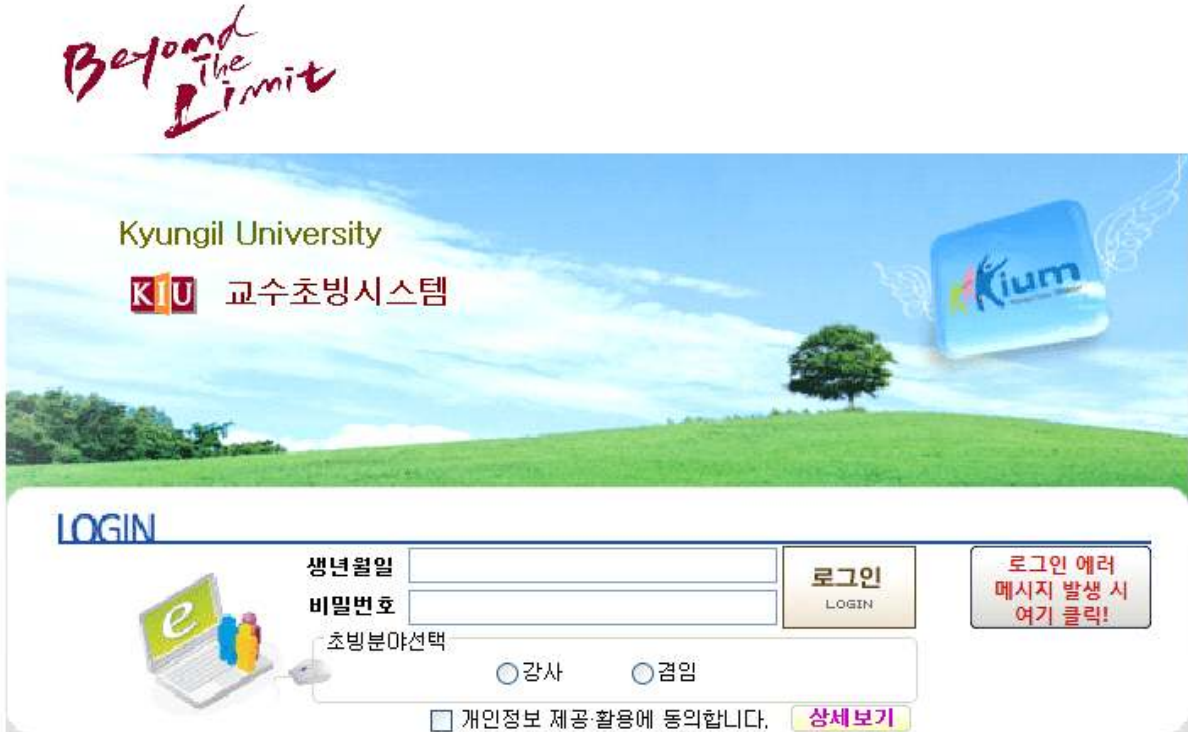 Beyond
The
Limit
Kyungil University
KIU 교수초빙시스템
Kium
LOGIN
생년월일
비밀번호
로그인
LOGIN
로그인 에러
메시지 발생 시
여기 클릭!
초빙분야선택
강사 겸임
개인정보 제공·활용에 동의합니다. 상세보기
e